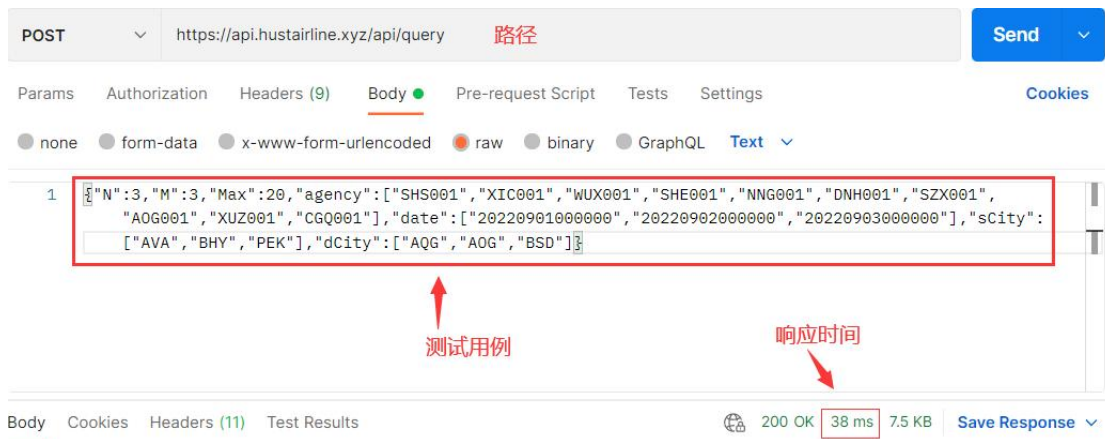 POST https://api.hustairline.xyz/api/query 路径 Send
Params Authorization Headers (9) Body Pre-request Script Tests Settings Cookies
none form-data x-www-form-urlencoded raw binary GraphQL Text
1 {"N":3,"M":3,"Max":20,"agency":["SHS001","XIC001","WUX001","SHE001","NNG001","DNH001","SZX001",
"AOG001","XUZ001","CGQ001"],"date":["20220901000000","20220902000000","20220903000000"],"sCity":
["AVA","BHY","PEK"],"dCity":["AQG","AOG","BSD"]}
测试用例
响应时间
Body Cookies Headers (11) Test Results 200 OK 38 ms 7.5 KB Save Response